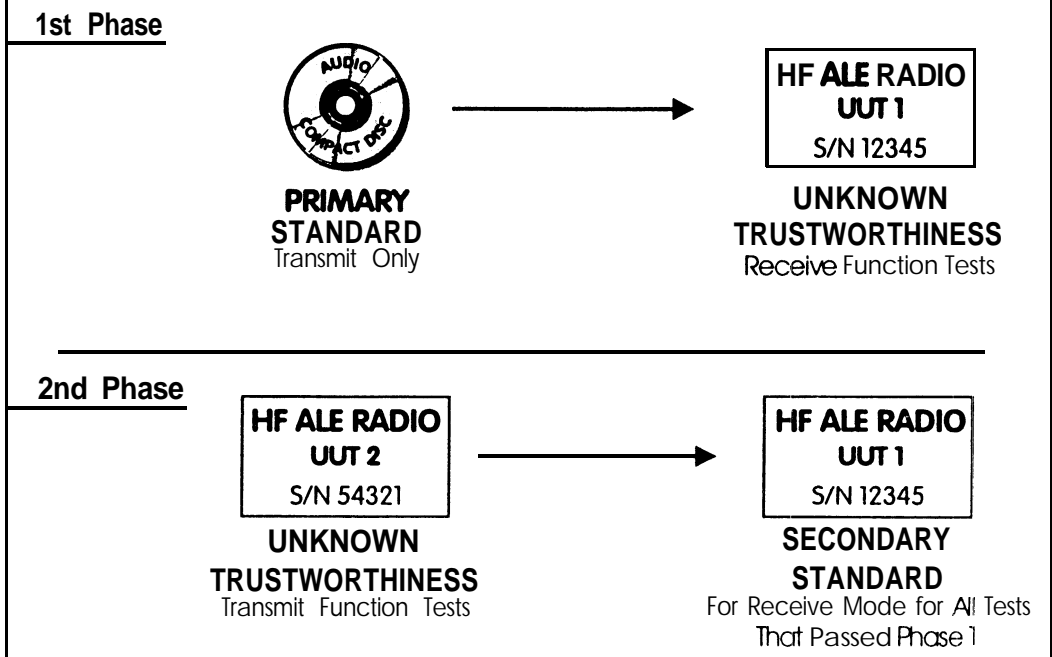 1st Phase
AUDIO
COMPACT DISC
PRIMARY
STANDARD
Transmit Only
HF ALE RADIO
UUT 1
S/N 12345
UNKNOWN
TRUSTWORTHINESS
Receive Function Tests
2nd Phase
HF ALE RADIO
UUT 2
S/N 54321
UNKNOWN
TRUSTWORTHINESS
Transmit Function Tests
HF ALE RADIO
UUT 1
S/N 12345
SECONDARY
STANDARD
For Receive Mode for All Tests
That Passed Phase 1